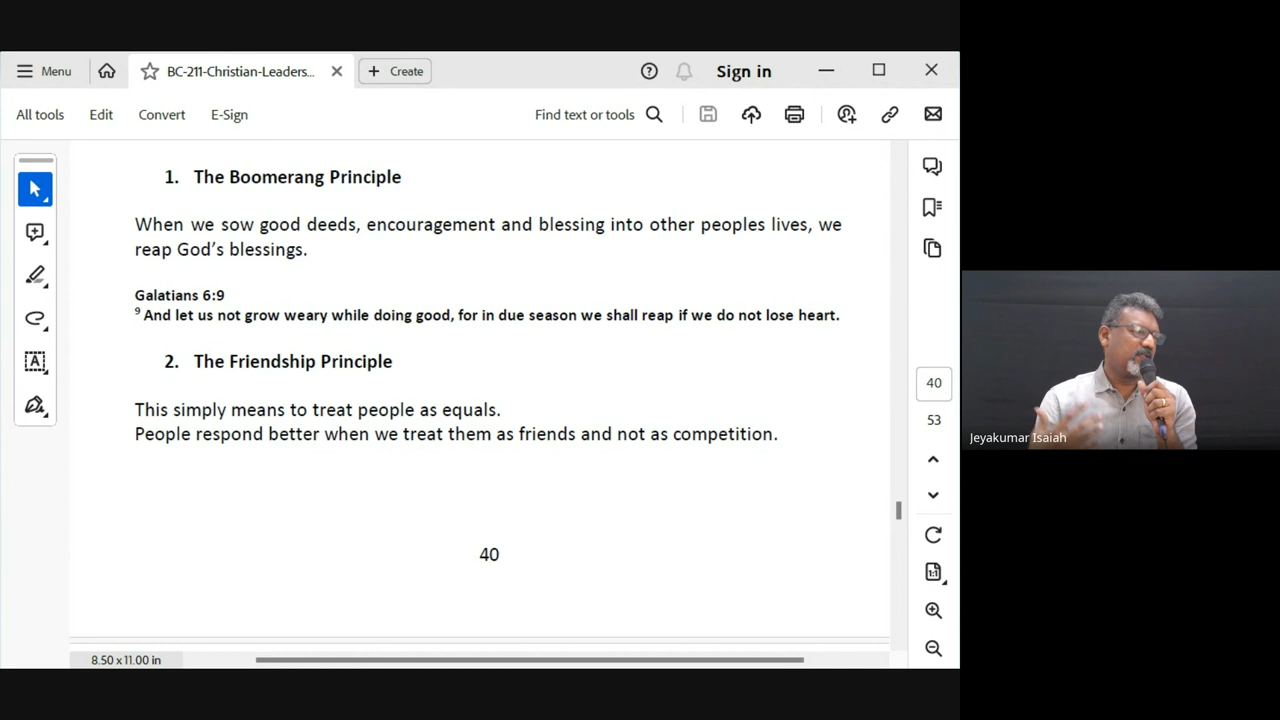 Menu
BC-211-Christian-Leaders...
Create
Sign in
All tools
Edit
Convert
E-Sign
Find text or tools
1. The Boomerang Principle
When we sow good deeds, encouragement and blessing into other peoples lives, we
reap God’s blessings.
Galatians 6:9
9 And let us not grow weary while doing good, for in due season we shall reap if we do not lose heart.
2. The Friendship Principle
This simply means to treat people as equals.
People respond better when we treat them as friends and not as competition.
40
40
53
1:1
8.50 x 11.00 in
Jeyakumar Isaiah